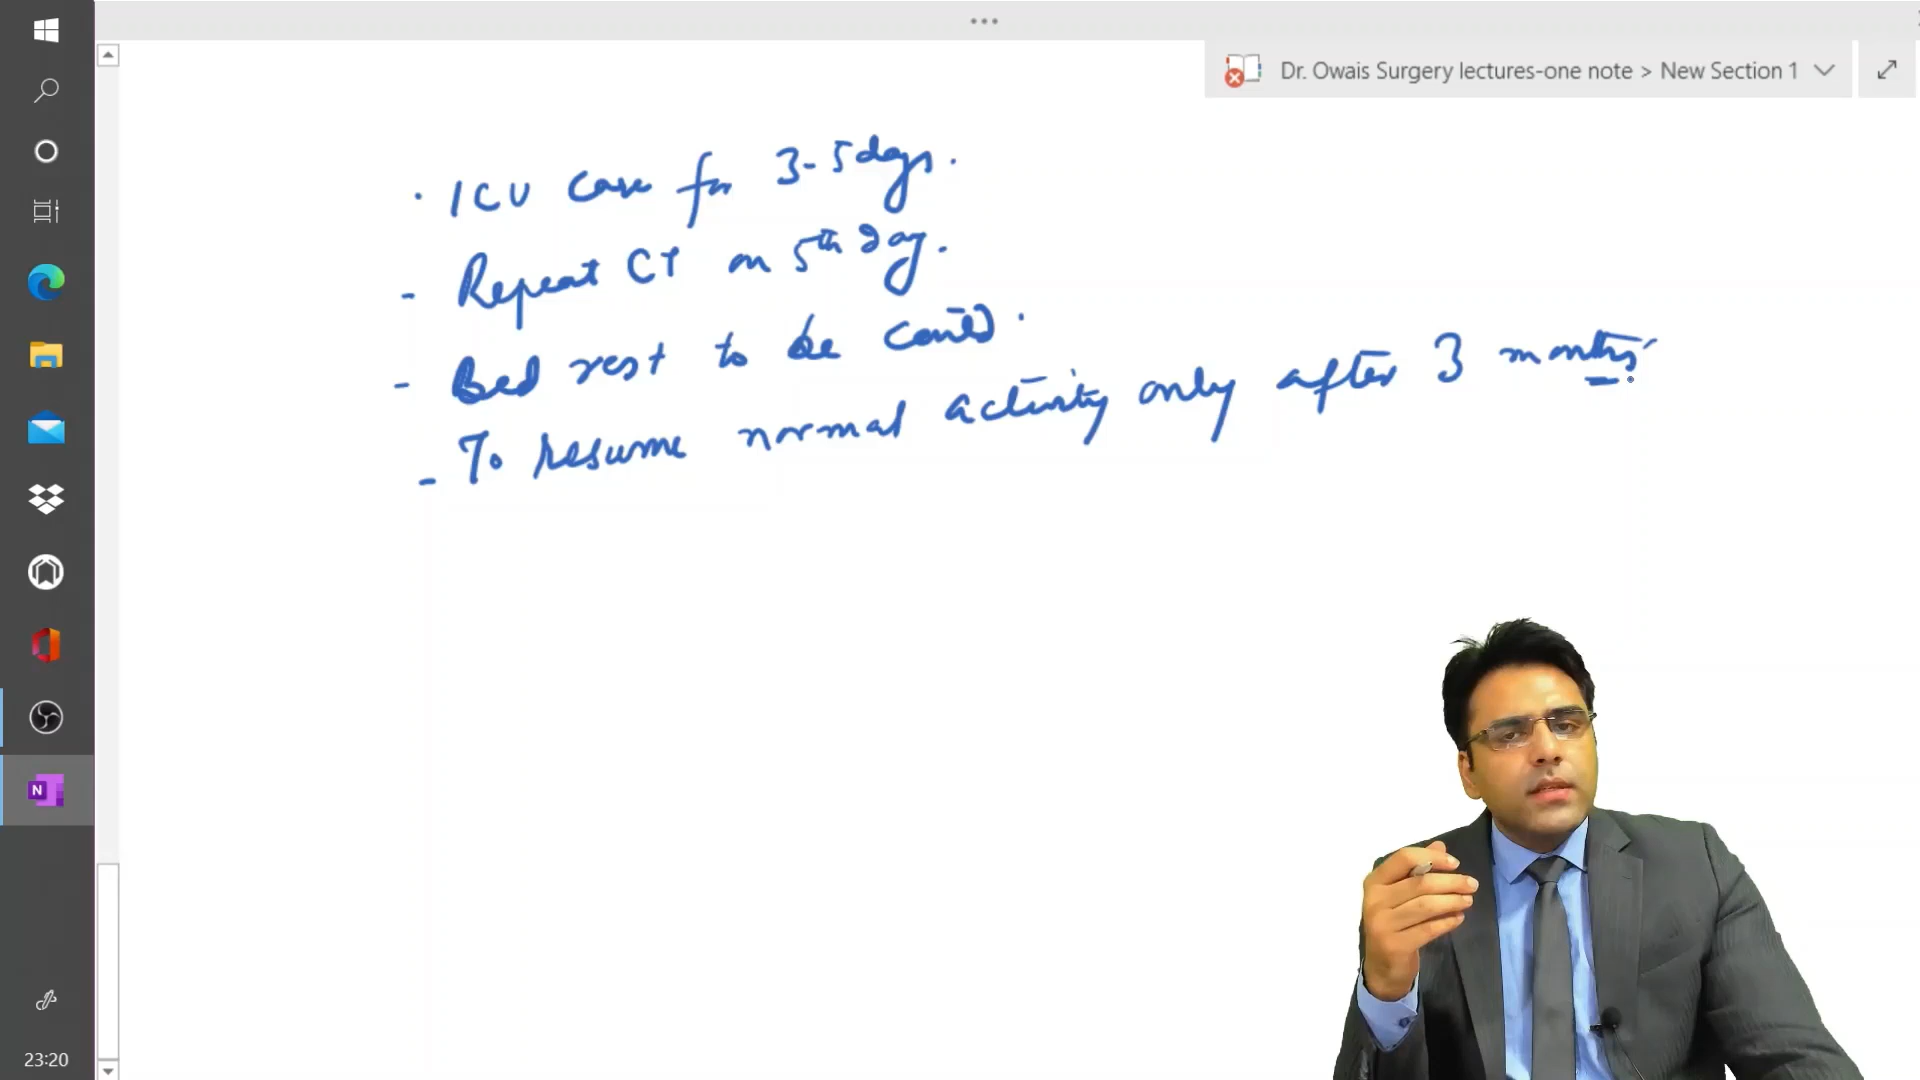 Dr. Owais Surgery lectures-one note > New Section 1
· ICU care for 3-5 days.
- Repeat CT on 5th day.
- Bed rest to be contd.
- To resume normal activity only after 3 months
N
23:20